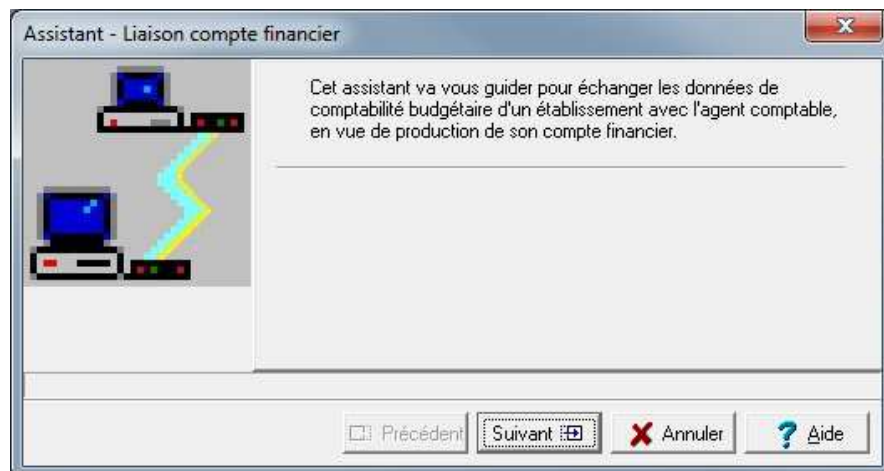 Assistant - Liaison compte financier
Cet assistant va vous guider pour échanger les données de
comptabilité budgétaire d'un établissement avec l'agent comptable,
en vue de production de son compte financier.
Précédent Suivant Annuler Aide